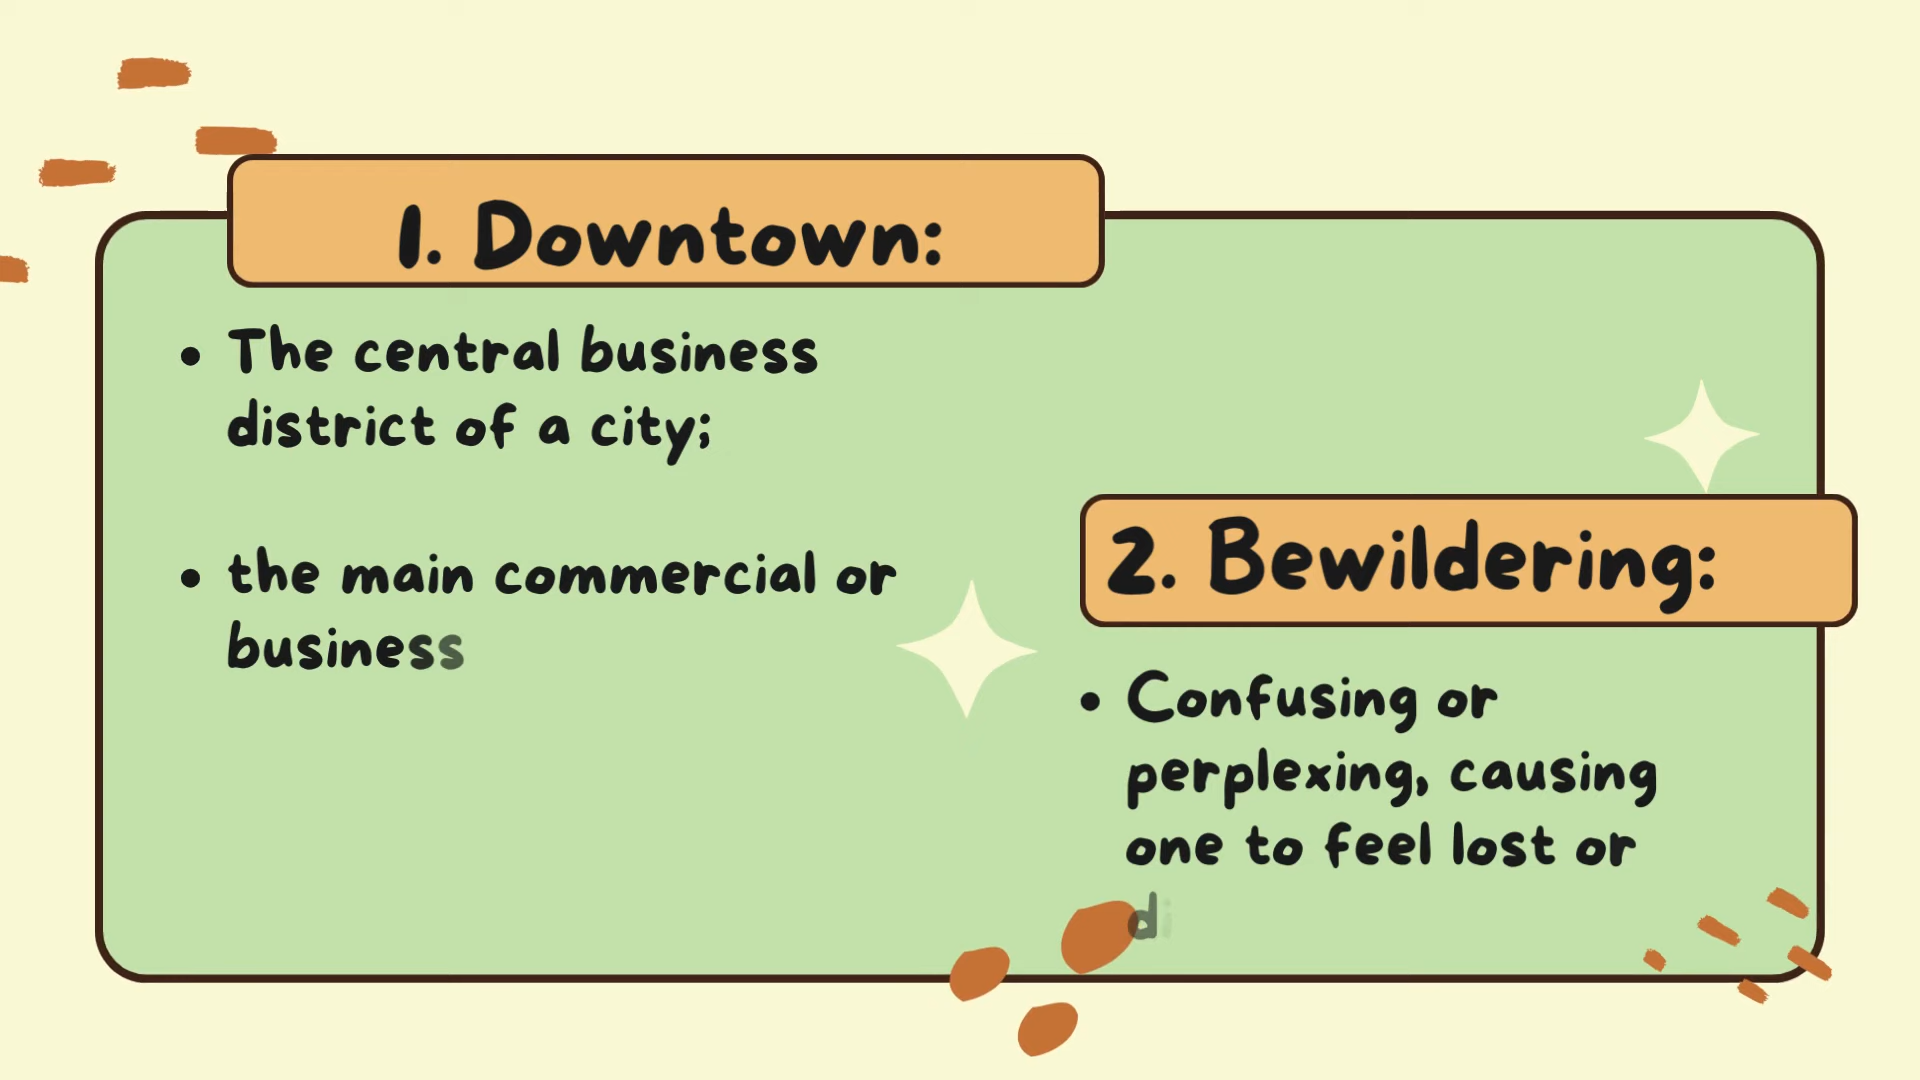 1. Downtown:
• The central business
district of a city;
• the main commercial or
business
2. Bewildering:
• Confusing or
perplexing, causing
one to feel lost or
di